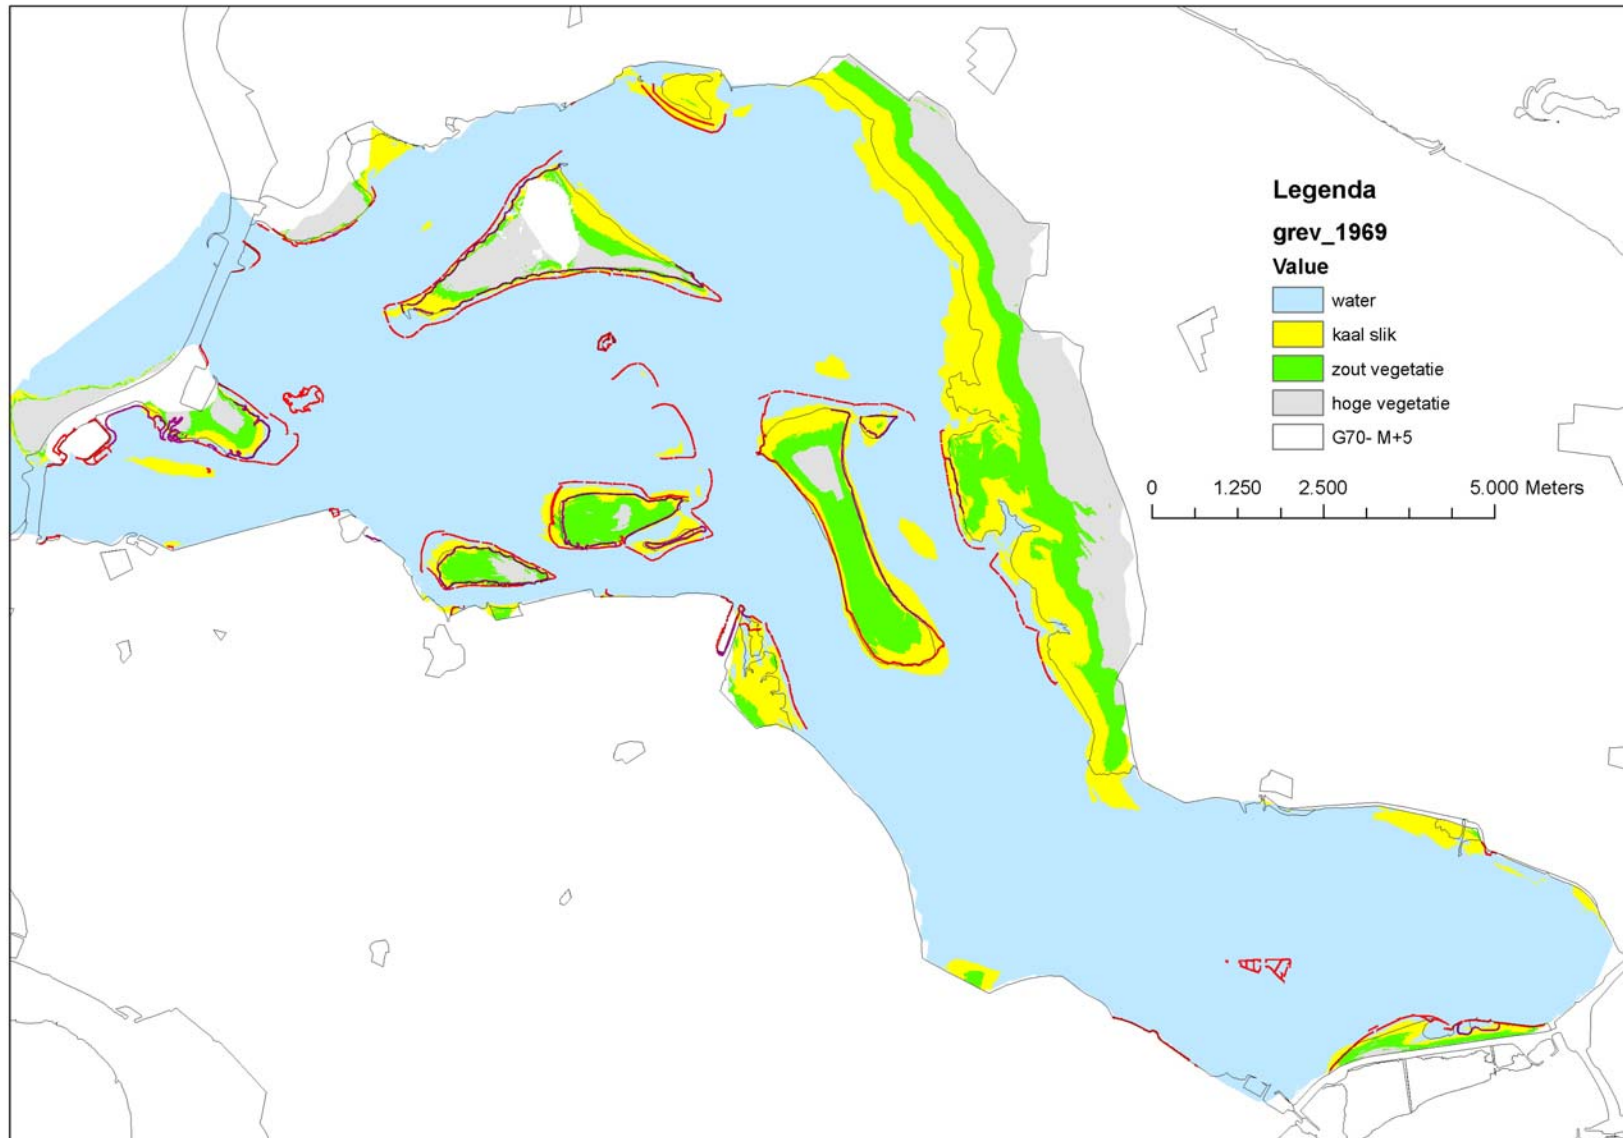 Legenda
grev_1969
Value
water
kaal slik
zout vegetatie
hoge vegetatie
G70- M+5
0 1.250 2.500 5.000 Meters